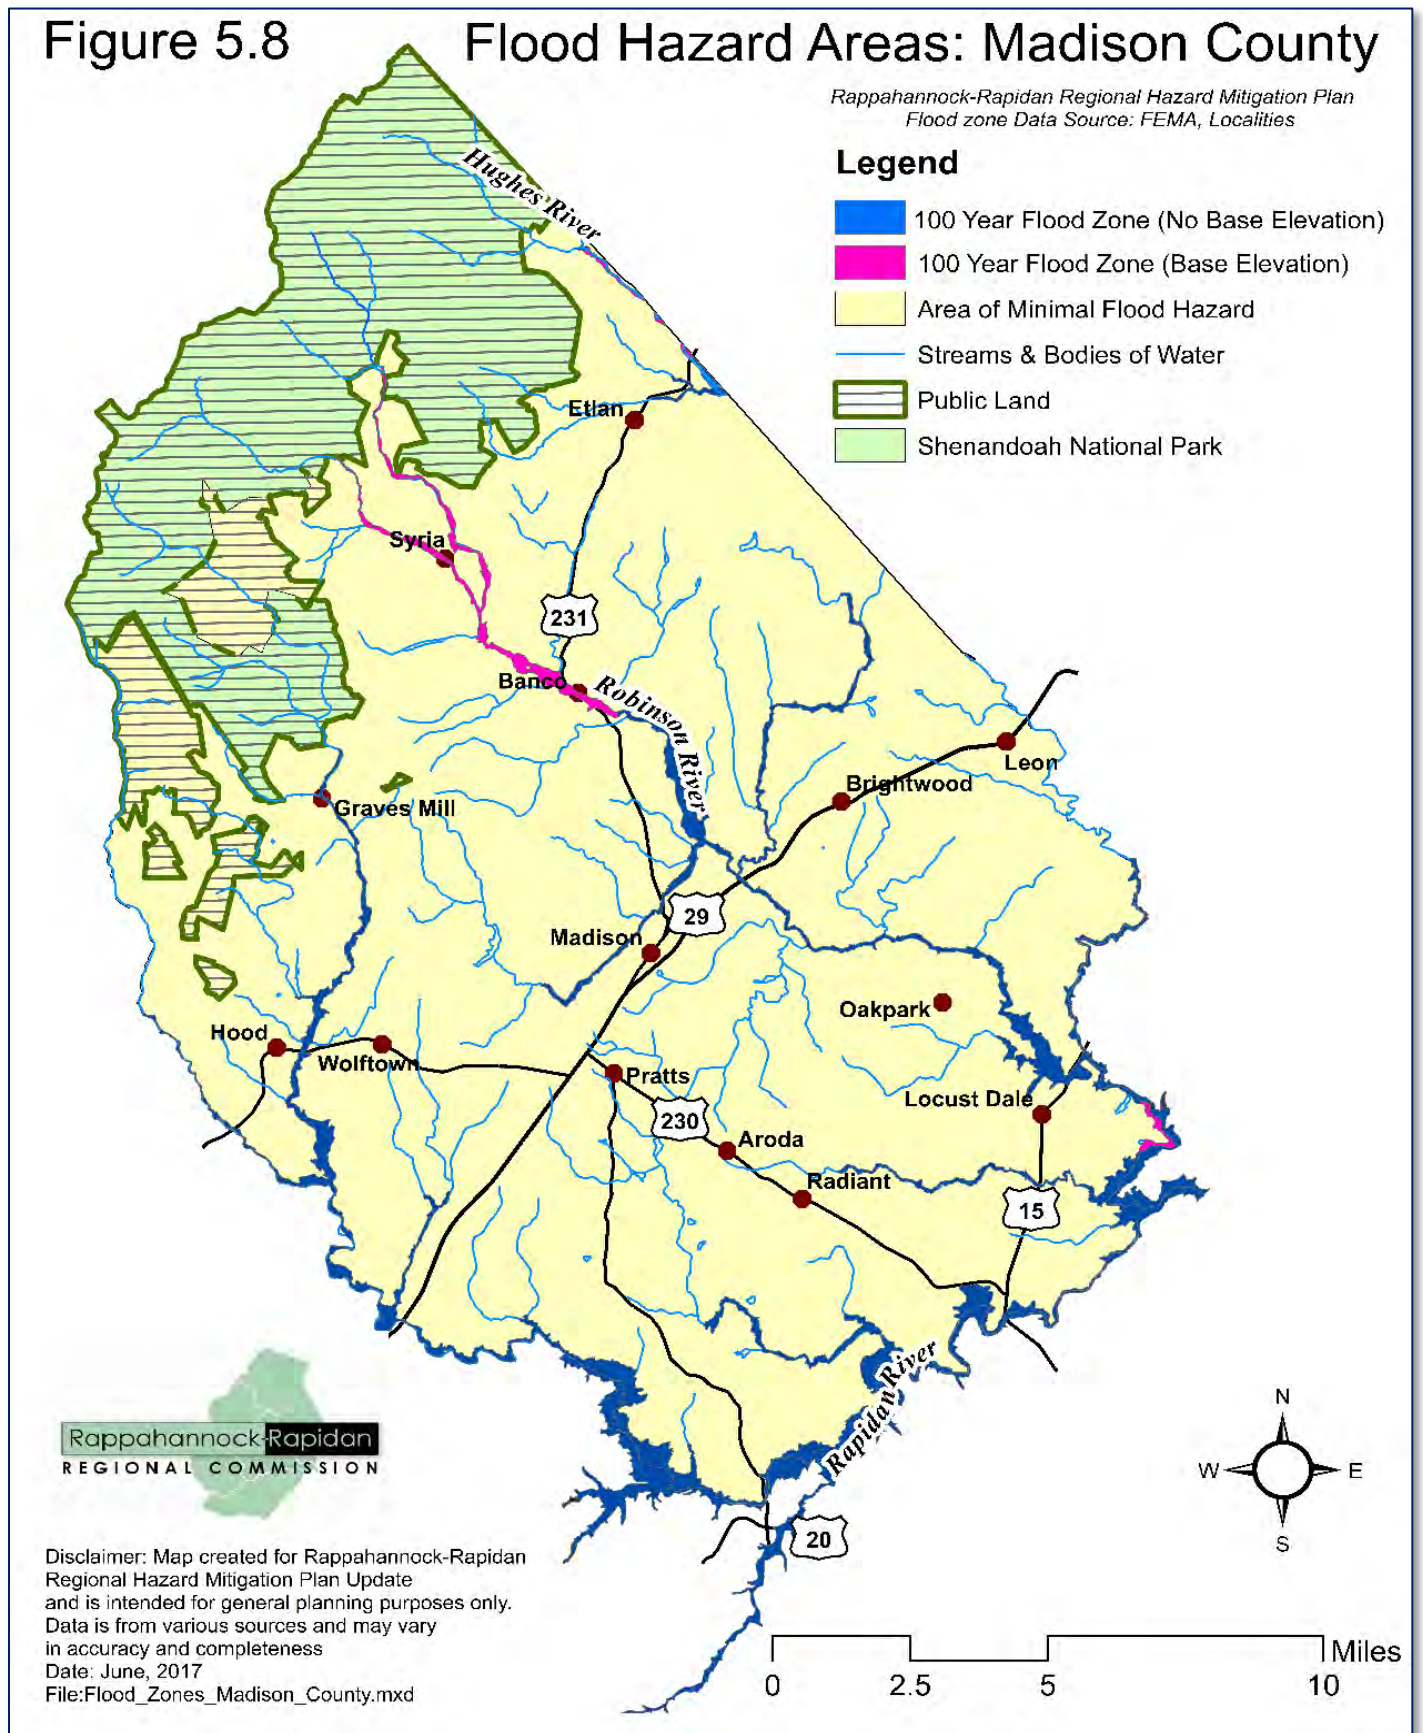 Figure 5.8
Flood Hazard Areas: Madison County
Rappahannock-Rapidan Regional Hazard Mitigation Plan
Flood zone Data Source: FEMA, Localities
Legend
100 Year Flood Zone (No Base Elevation)
100 Year Flood Zone (Base Elevation)
Area of Minimal Flood Hazard
Streams & Bodies of Water
Public Land
Shenandoah National Park
Hughes River
Etlan
Syria
231
Banco
Robinson River
Leon
Brightwood
Graves Mill
29
Madison
Oakpark
Hood
Wolftown
Pratts
Locust Dale
230
Aroda
Radiant
15
Rapidan River
20
Rappahannock-Rapidan
REGIONAL COMMISSION
N
W
E
S
Disclaimer: Map created for Rappahannock-Rapidan
Regional Hazard Mitigation Plan Update
and is intended for general planning purposes only.
Data is from various sources and may vary
in accuracy and completeness
Date: June, 2017
File:Flood_Zones_Madison_County.mxd
Miles
0 2.5 5 10